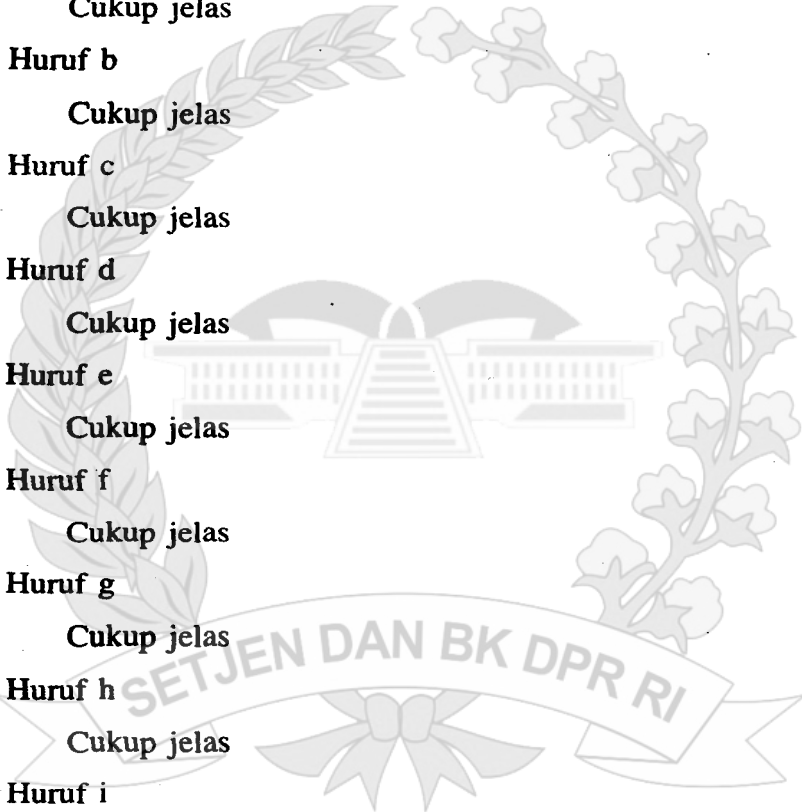 Cukup jelas
Huruf b
Cukup jelas
Huruf c
Cukup jelas
Huruf d
Cukup jelas
Huruf e
Cukup jelas
Huruf f
Cukup jelas
Huruf g
Cukup jelas
Huruf h
Cukup jelas
Huruf i
SETJEN DAN BK DPR RI